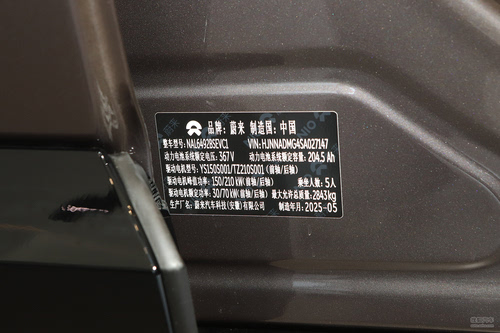 品牌：蔚来 制造国：中国
整车型号：NAL6492BSEVC1 VIN：HJNNADMG4SA027147
动力电池系统额定电压：367V 动力电池系统额定容量：204.5 Ah
驱动电机型号：YS150S001/TZ210S001 (前轴/后轴)
驱动电机峰值功率：150/210 kW (前轴/后轴) 乘坐人数：5人
驱动电机额定功率：30/70 kW (前轴/后轴) 最大允许总质量：2843kg
生产厂名：蔚来汽车科技(安徽)有限公司 制造年月：2025-05